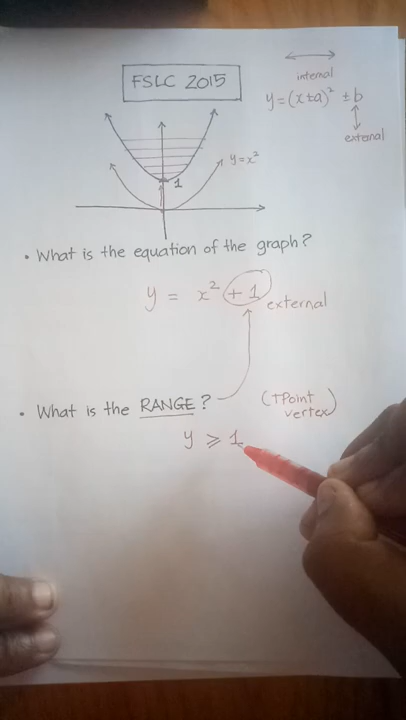 FSLC 2015
internal
y = (x ± a)² ± b
external
y = x²
1
• What is the equation of the graph?
y = x² + 1
external
• What is the RANGE?
(TPoint
vertex)
y ⩾ 1